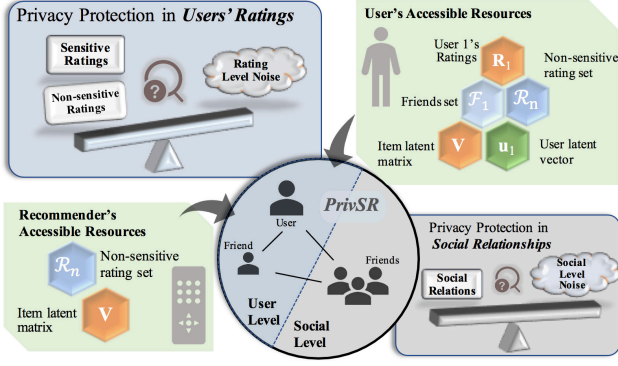 Privacy Protection in Users' Ratings
Sensitive
Ratings
Non-sensitive
Ratings
?
Rating
Level Noise
User's Accessible Resources
User 1's
Ratings
R₁
Non-sensitive
rating set
Friends set
ℱ₁
ℛₙ
Item latent
matrix
V
u₁
User latent
vector
Recommender's
Accessible Resources
ℛₙ
Non-sensitive
rating set
Item latent
matrix
V
PrivSR
User
Friend
Friends
User
Level
Social
Level
Privacy Protection in
Social Relationships
Social
Relations
?
Social
Level
Noise